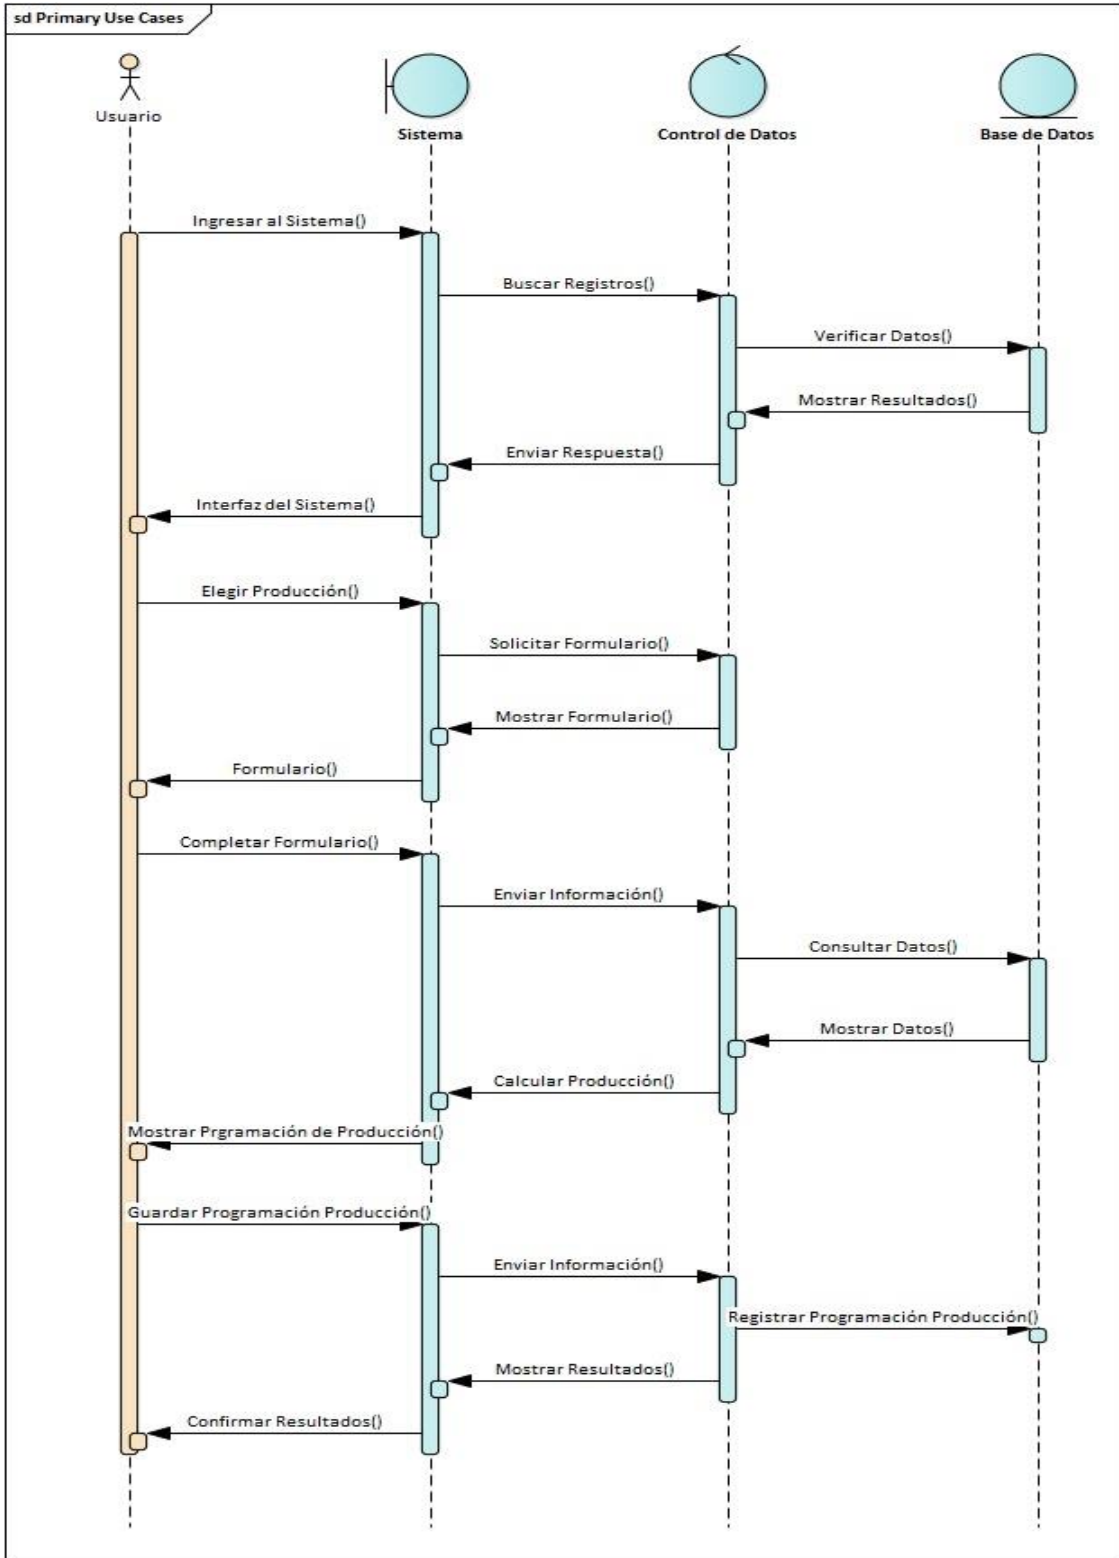 sd Primary Use Cases
Usuario
Sistema
Control de Datos
Base de Datos
Ingresar al Sistema()
Buscar Registros()
Verificar Datos()
Mostrar Resultados()
Enviar Respuesta()
Interfaz del Sistema()
Elegir Producción()
Solicitar Formulario()
Mostrar Formulario()
Formulario()
Completar Formulario()
Enviar Información()
Consultar Datos()
Mostrar Datos()
Calcular Producción()
Mostrar Prgramación de Producción()
Guardar Programación Producción()
Enviar Información()
Registrar Programación Producción()
Mostrar Resultados()
Confirmar Resultados()